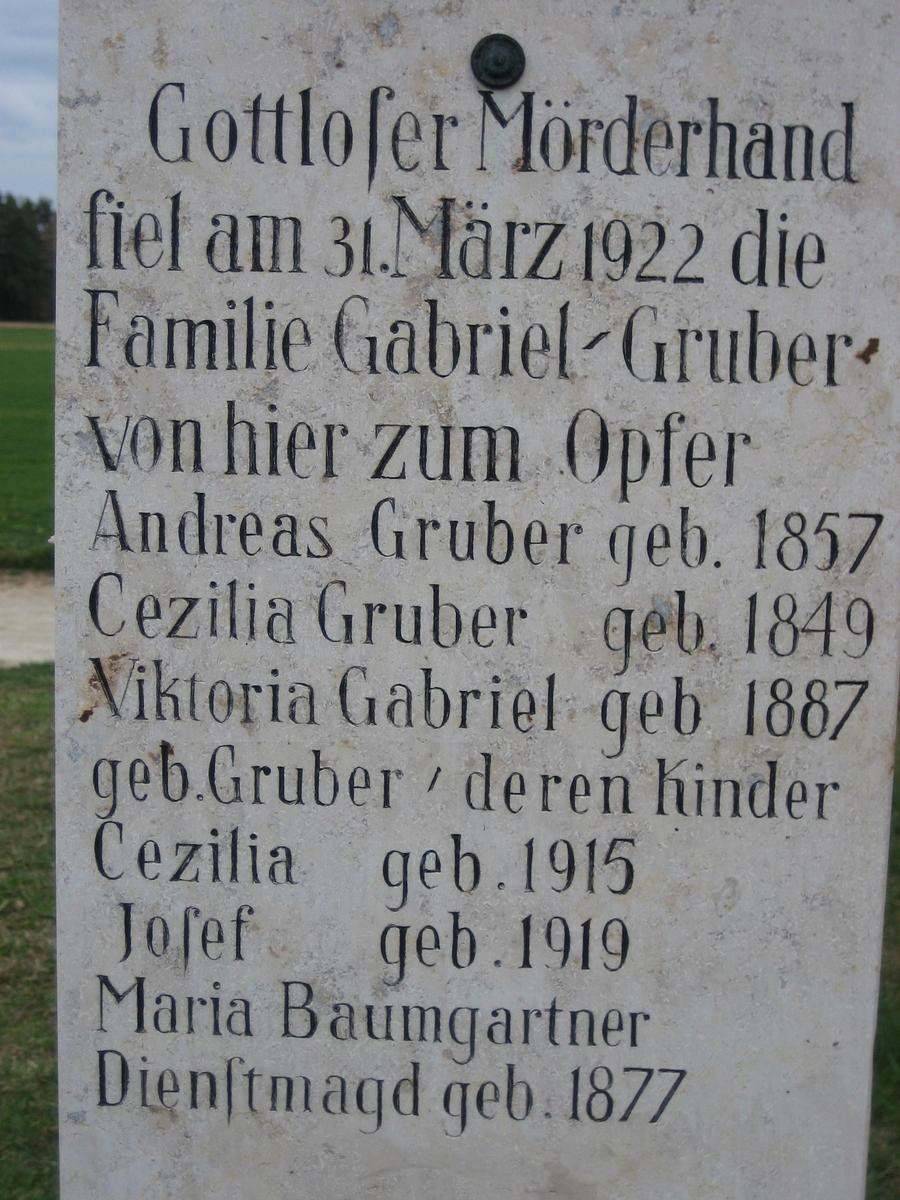 Gottloſer Mörderhand
fiel am 31. März 1922 die
Familie Gabriel-Gruber
von hier zum Opfer
Andreas Gruber geb. 1857
Cezilia Gruber geb. 1849
Viktoria Gabriel geb 1887
geb. Gruber, deren Kinder
Cezilia geb. 1915
Joſef geb. 1919
Maria Baumgartner
Dienſtmagd geb. 1877